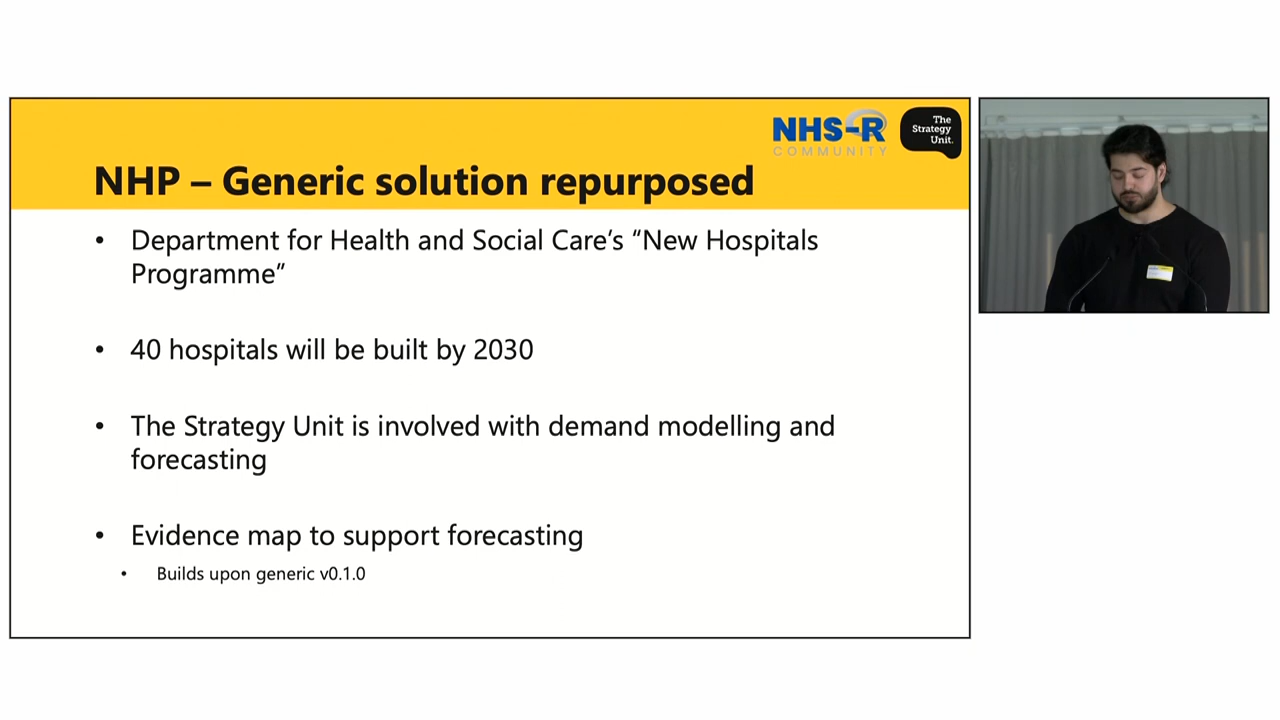 NHS-R
COMMUNITY
The
Strategy
Unit.
NHP – Generic solution repurposed
• Department for Health and Social Care’s “New Hospitals
Programme”
• 40 hospitals will be built by 2030
• The Strategy Unit is involved with demand modelling and
forecasting
• Evidence map to support forecasting
• Builds upon generic v0.1.0